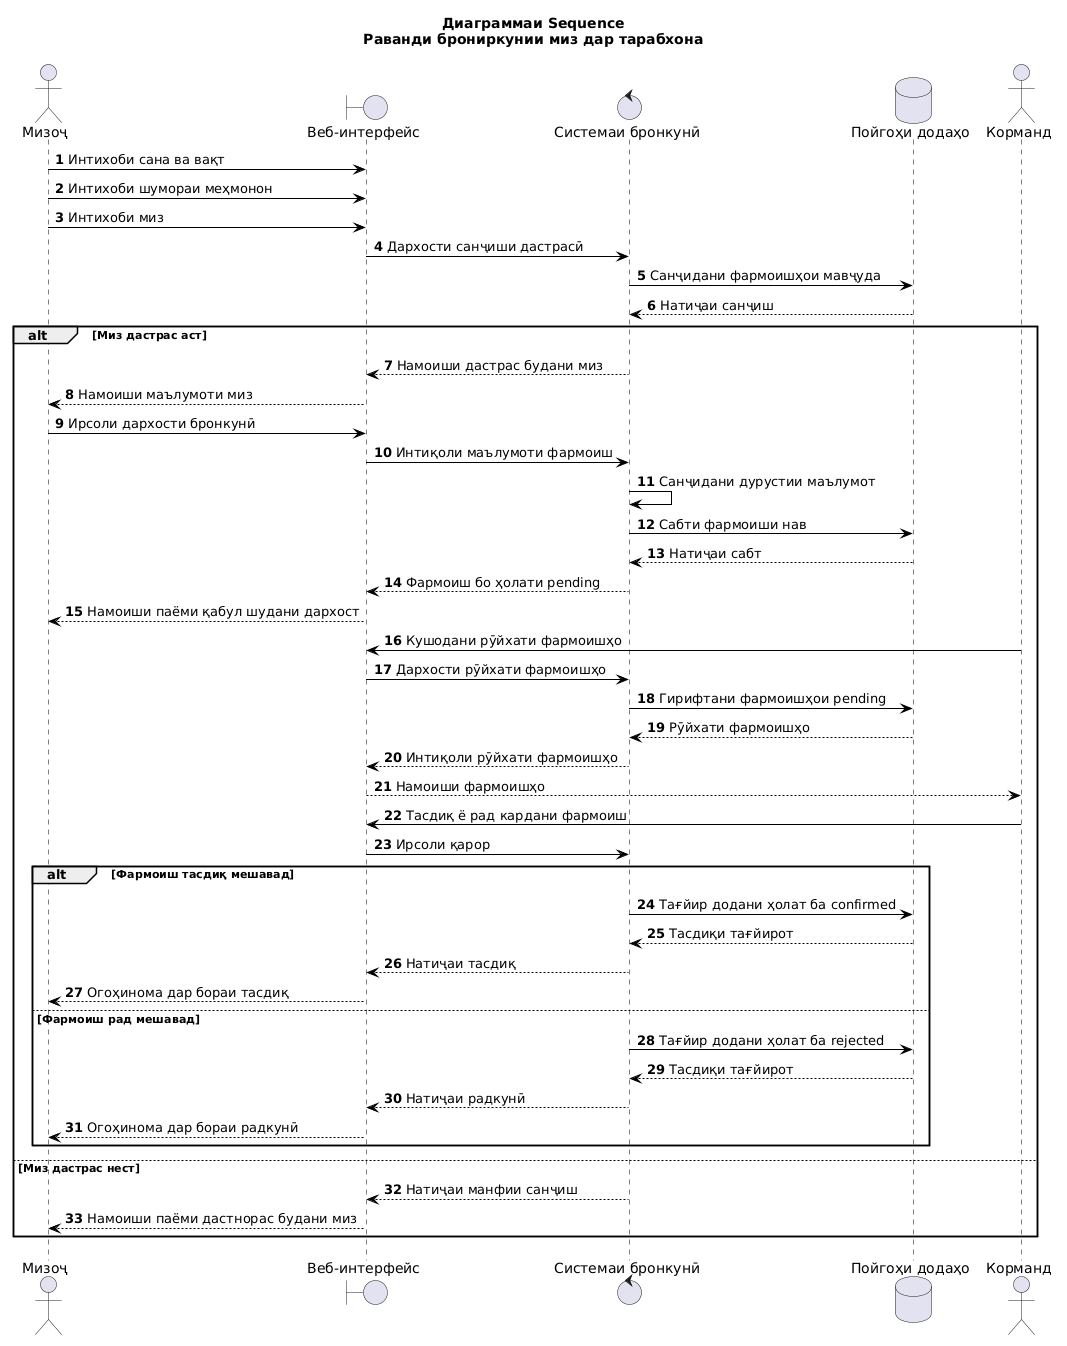 Диаграммаи Sequence
Раванди брониркунии миз дар тарабхона
Мизоҷ
Веб-интерфейс
Системаи бронкунӣ
Пойгоҳи додаҳо
Корманд
1 Интихоби сана ва вақт
2 Интихоби шумораи меҳмонон
3 Интихоби миз
4 Дархости санҷиши дастрасӣ
5 Санҷидани фармоишҳои мавҷуда
6 Натиҷаи санҷиш
alt [Миз дастрас аст]
7 Намоиши дастрас будани миз
8 Намоиши маълумоти миз
9 Ирсоли дархости бронкунӣ
10 Интиқоли маълумоти фармоиш
11 Санҷидани дурустии маълумот
12 Сабти фармоиши нав
13 Натиҷаи сабт
14 Фармоиш бо ҳолати pending
15 Намоиши паёми қабул шудани дархост
16 Кушодани рӯйхати фармоишҳо
17 Дархости рӯйхати фармоишҳо
18 Гирифтани фармоишҳои pending
19 Рӯйхати фармоишҳо
20 Интиқоли рӯйхати фармоишҳо
21 Намоиши фармоишҳо
22 Тасдиқ ё рад кардани фармоиш
23 Ирсоли қарор
alt [Фармоиш тасдиқ мешавад]
24 Тағйир додани ҳолат ба confirmed
25 Тасдиқи тағйирот
26 Натиҷаи тасдиқ
27 Огоҳинома дар бораи тасдиқ
[Фармоиш рад мешавад]
28 Тағйир додани ҳолат ба rejected
29 Тасдиқи тағйирот
30 Натиҷаи радкунӣ
31 Огоҳинома дар бораи радкунӣ
[Миз дастрас нест]
32 Натиҷаи манфии санҷиш
33 Намоиши паёми дастнорас будани миз
Мизоҷ
Веб-интерфейс
Системаи бронкунӣ
Пойгоҳи додаҳо
Корманд